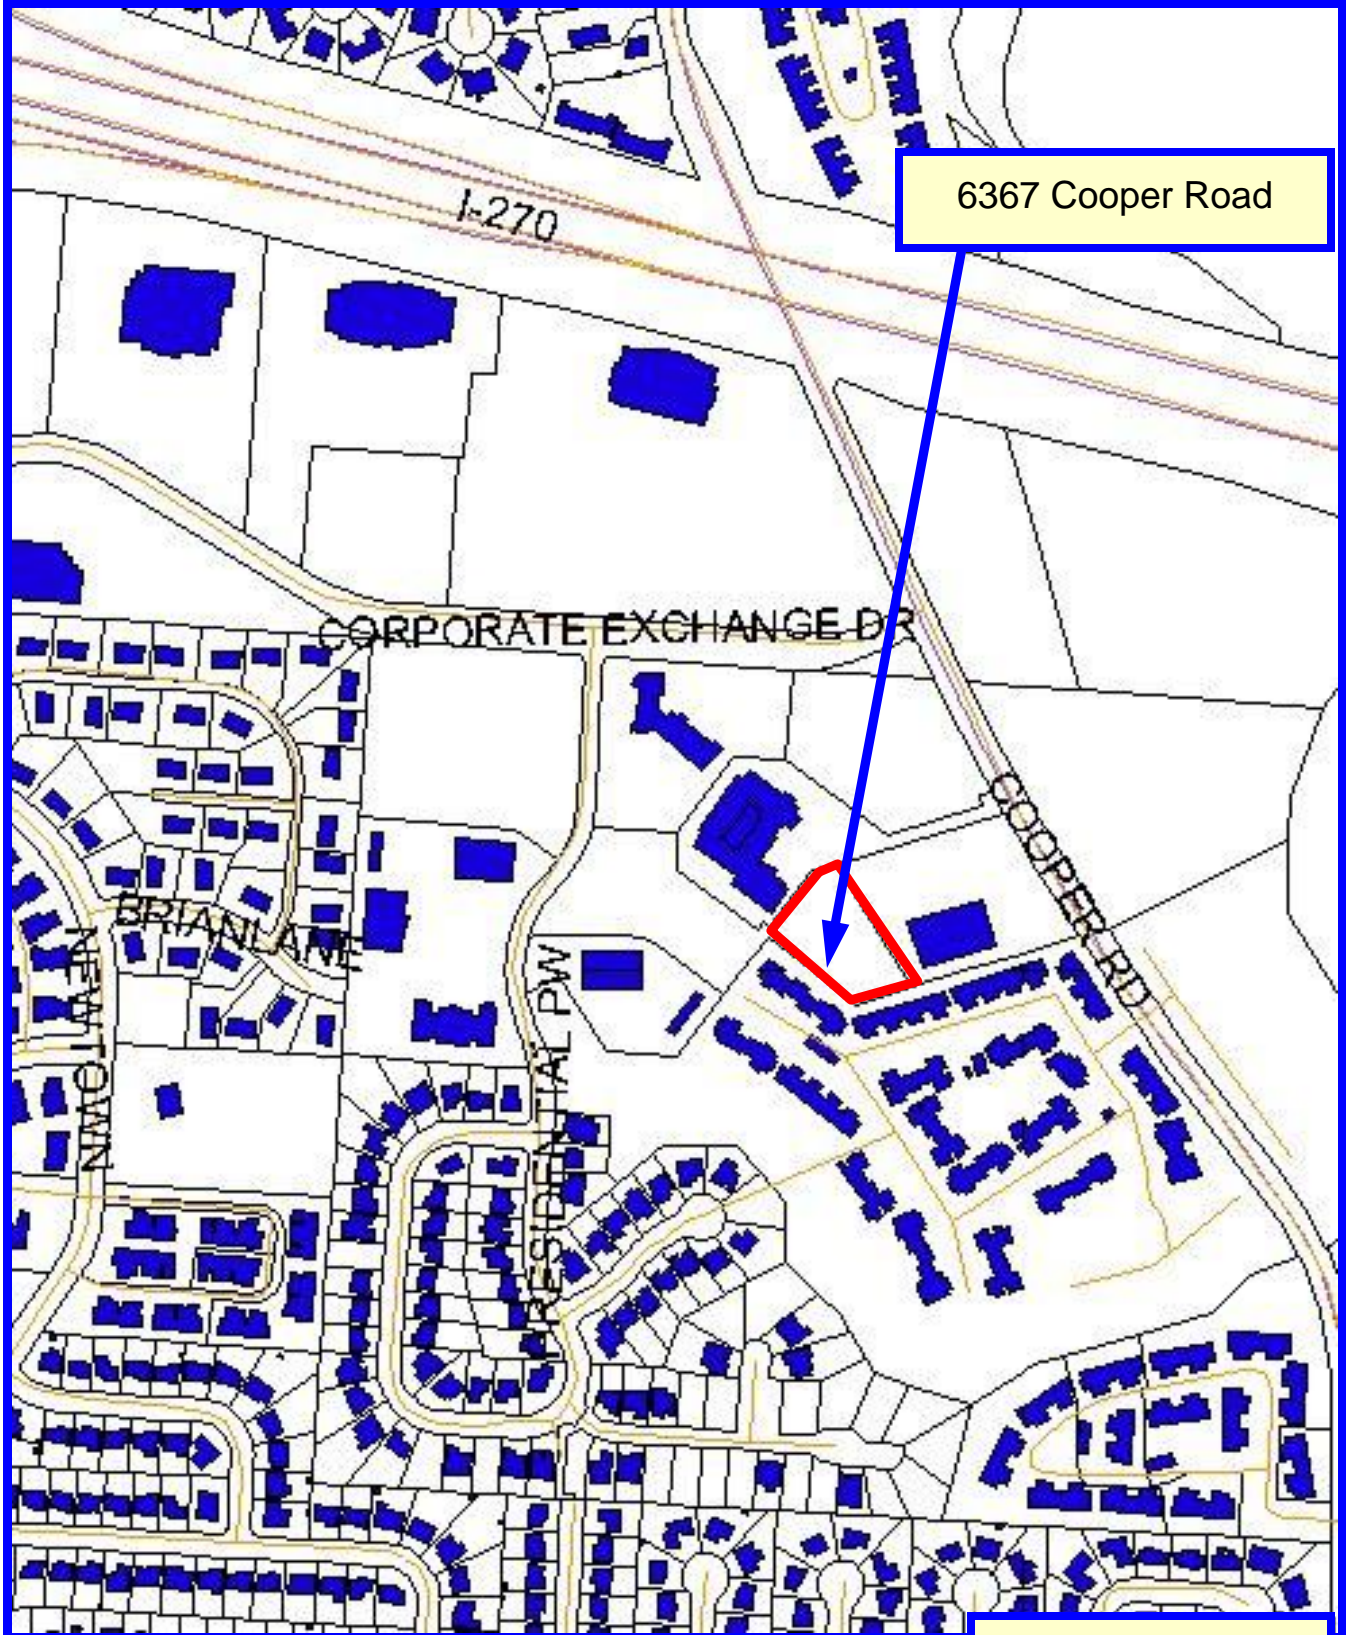 I-270
6367 Cooper Road
CORPORATE EXCHANGE DR
COOPER RD
BRIAN LANE
NEWTOWN
PRESIDENTIAL PW